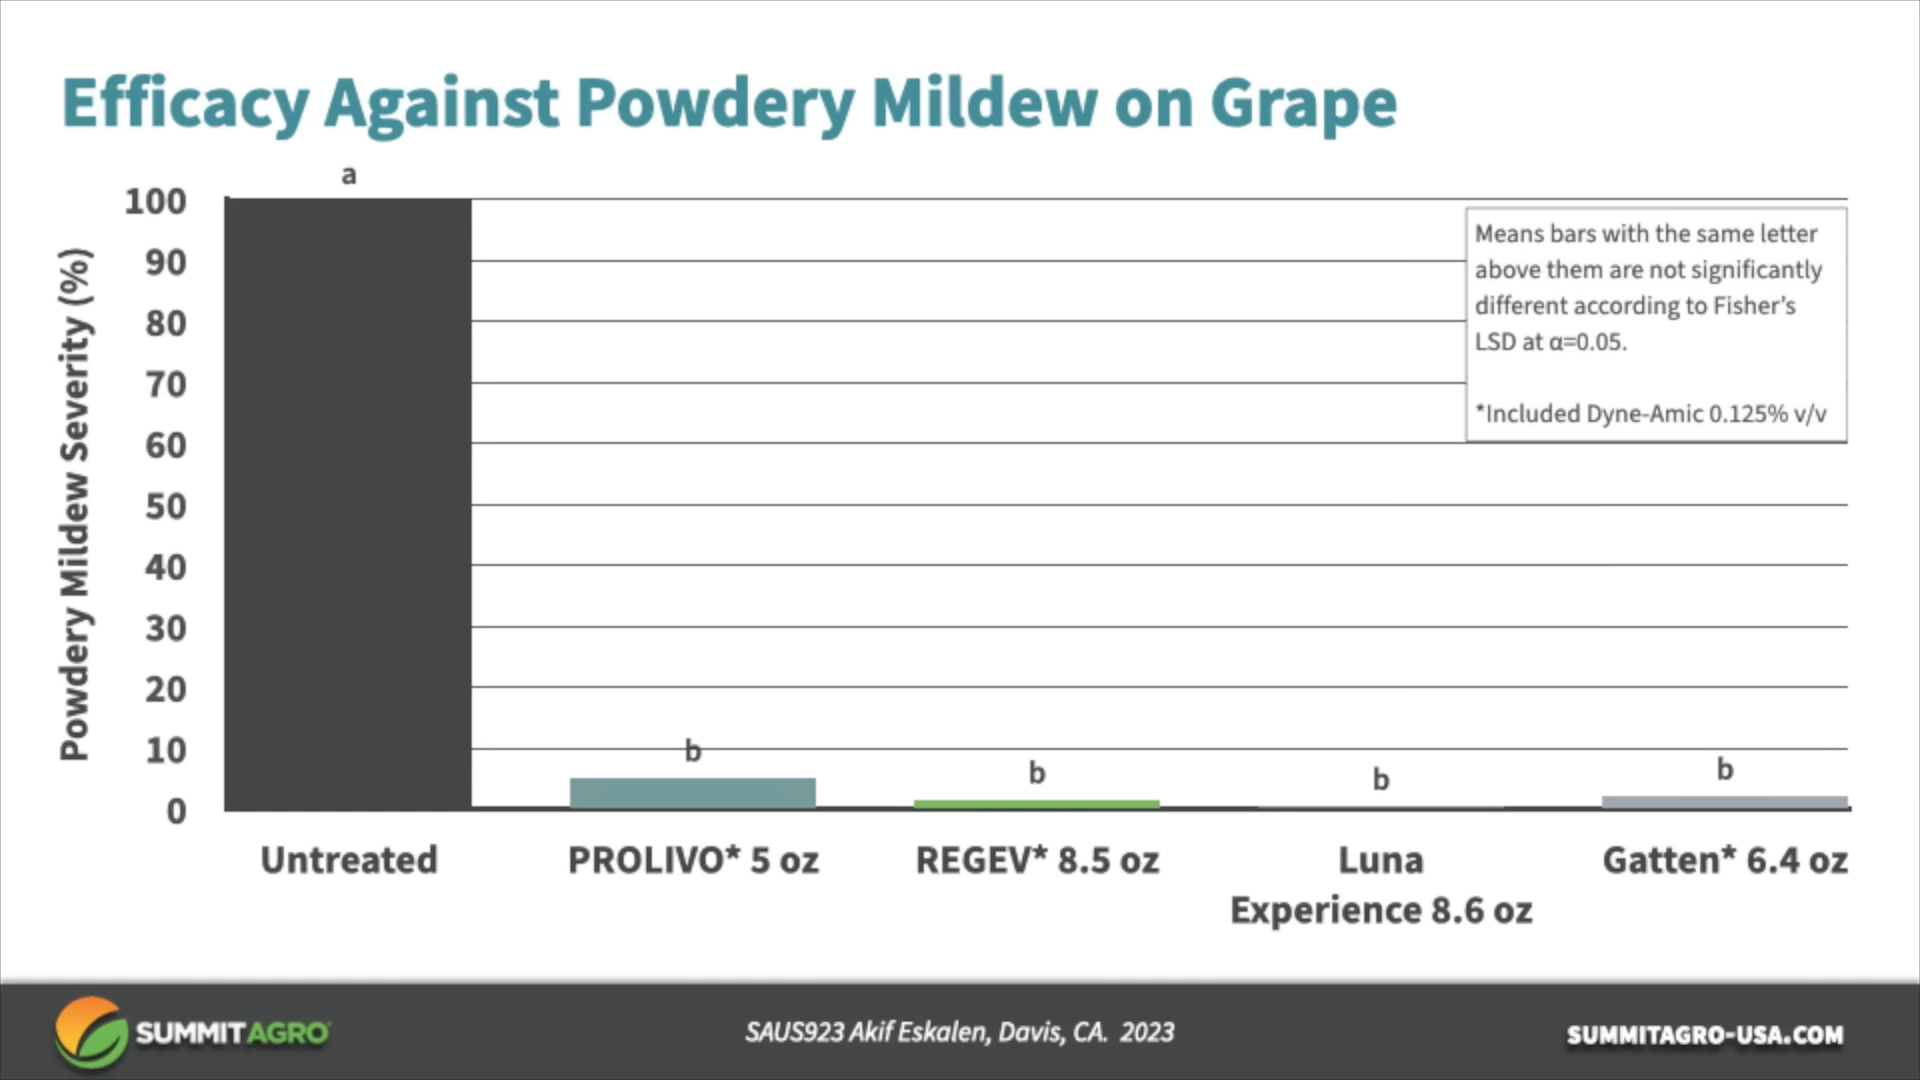 Efficacy Against Powdery Mildew on Grape
Powdery Mildew Severity (%)
100
90
80
70
60
50
40
30
20
10
0
a
b
b
b
b
Means bars with the same letter
above them are not significantly
different according to Fisher’s
LSD at α=0.05.
*Included Dyne-Amic 0.125% v/v
Untreated
PROLIVO* 5 oz
REGEV* 8.5 oz
Luna
Experience 8.6 oz
Gatten* 6.4 oz
SUMMIT AGRO
SAUS923 Akif Eskalen, Davis, CA. 2023
SUMMITAGRO-USA.COM